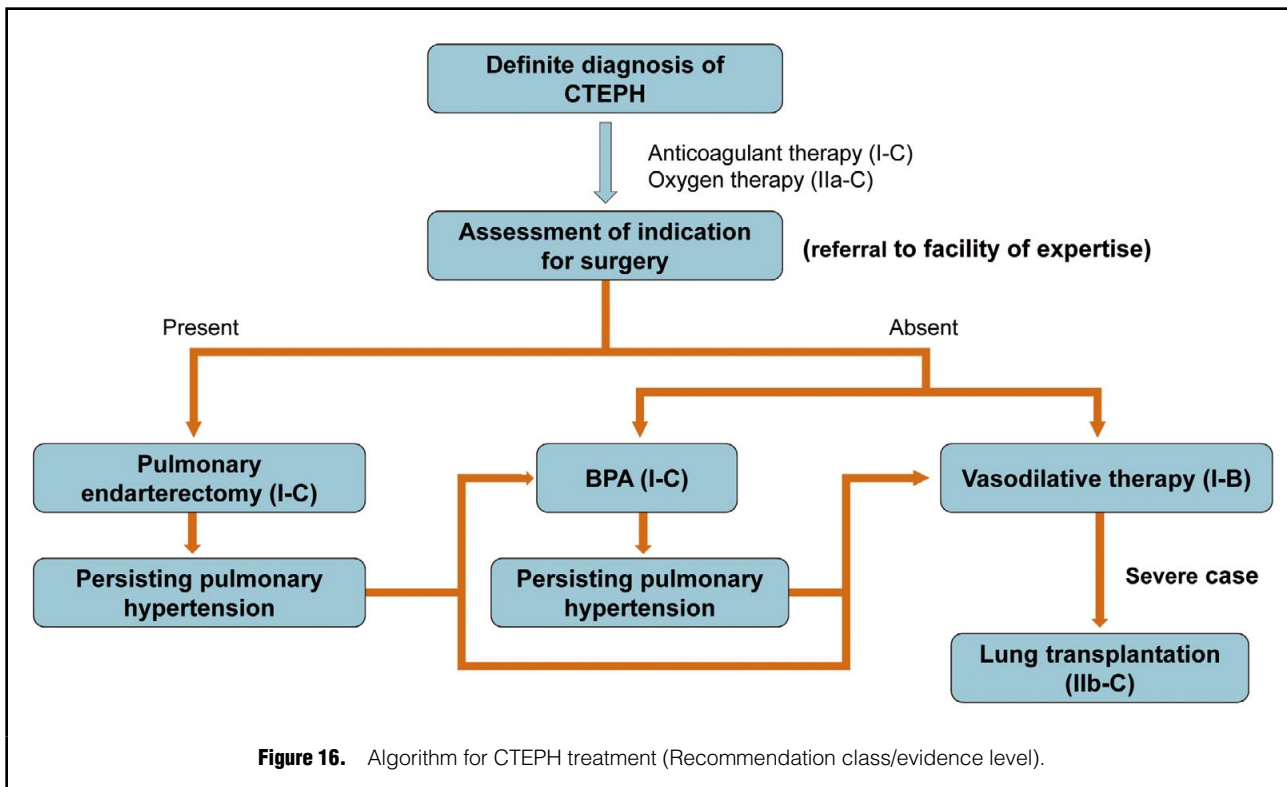 Definite diagnosis of
CTEPH
Anticoagulant therapy (I-C)
Oxygen therapy (IIa-C)
Assessment of indication
for surgery
(referral to facility of expertise)
Present
Absent
Pulmonary
endarterectomy (I-C)
BPA (I-C)
Vasodilative therapy (I-B)
Persisting pulmonary
hypertension
Persisting pulmonary
hypertension
Severe case
Lung transplantation
(IIb-C)
Figure 16. Algorithm for CTEPH treatment (Recommendation class/evidence level).